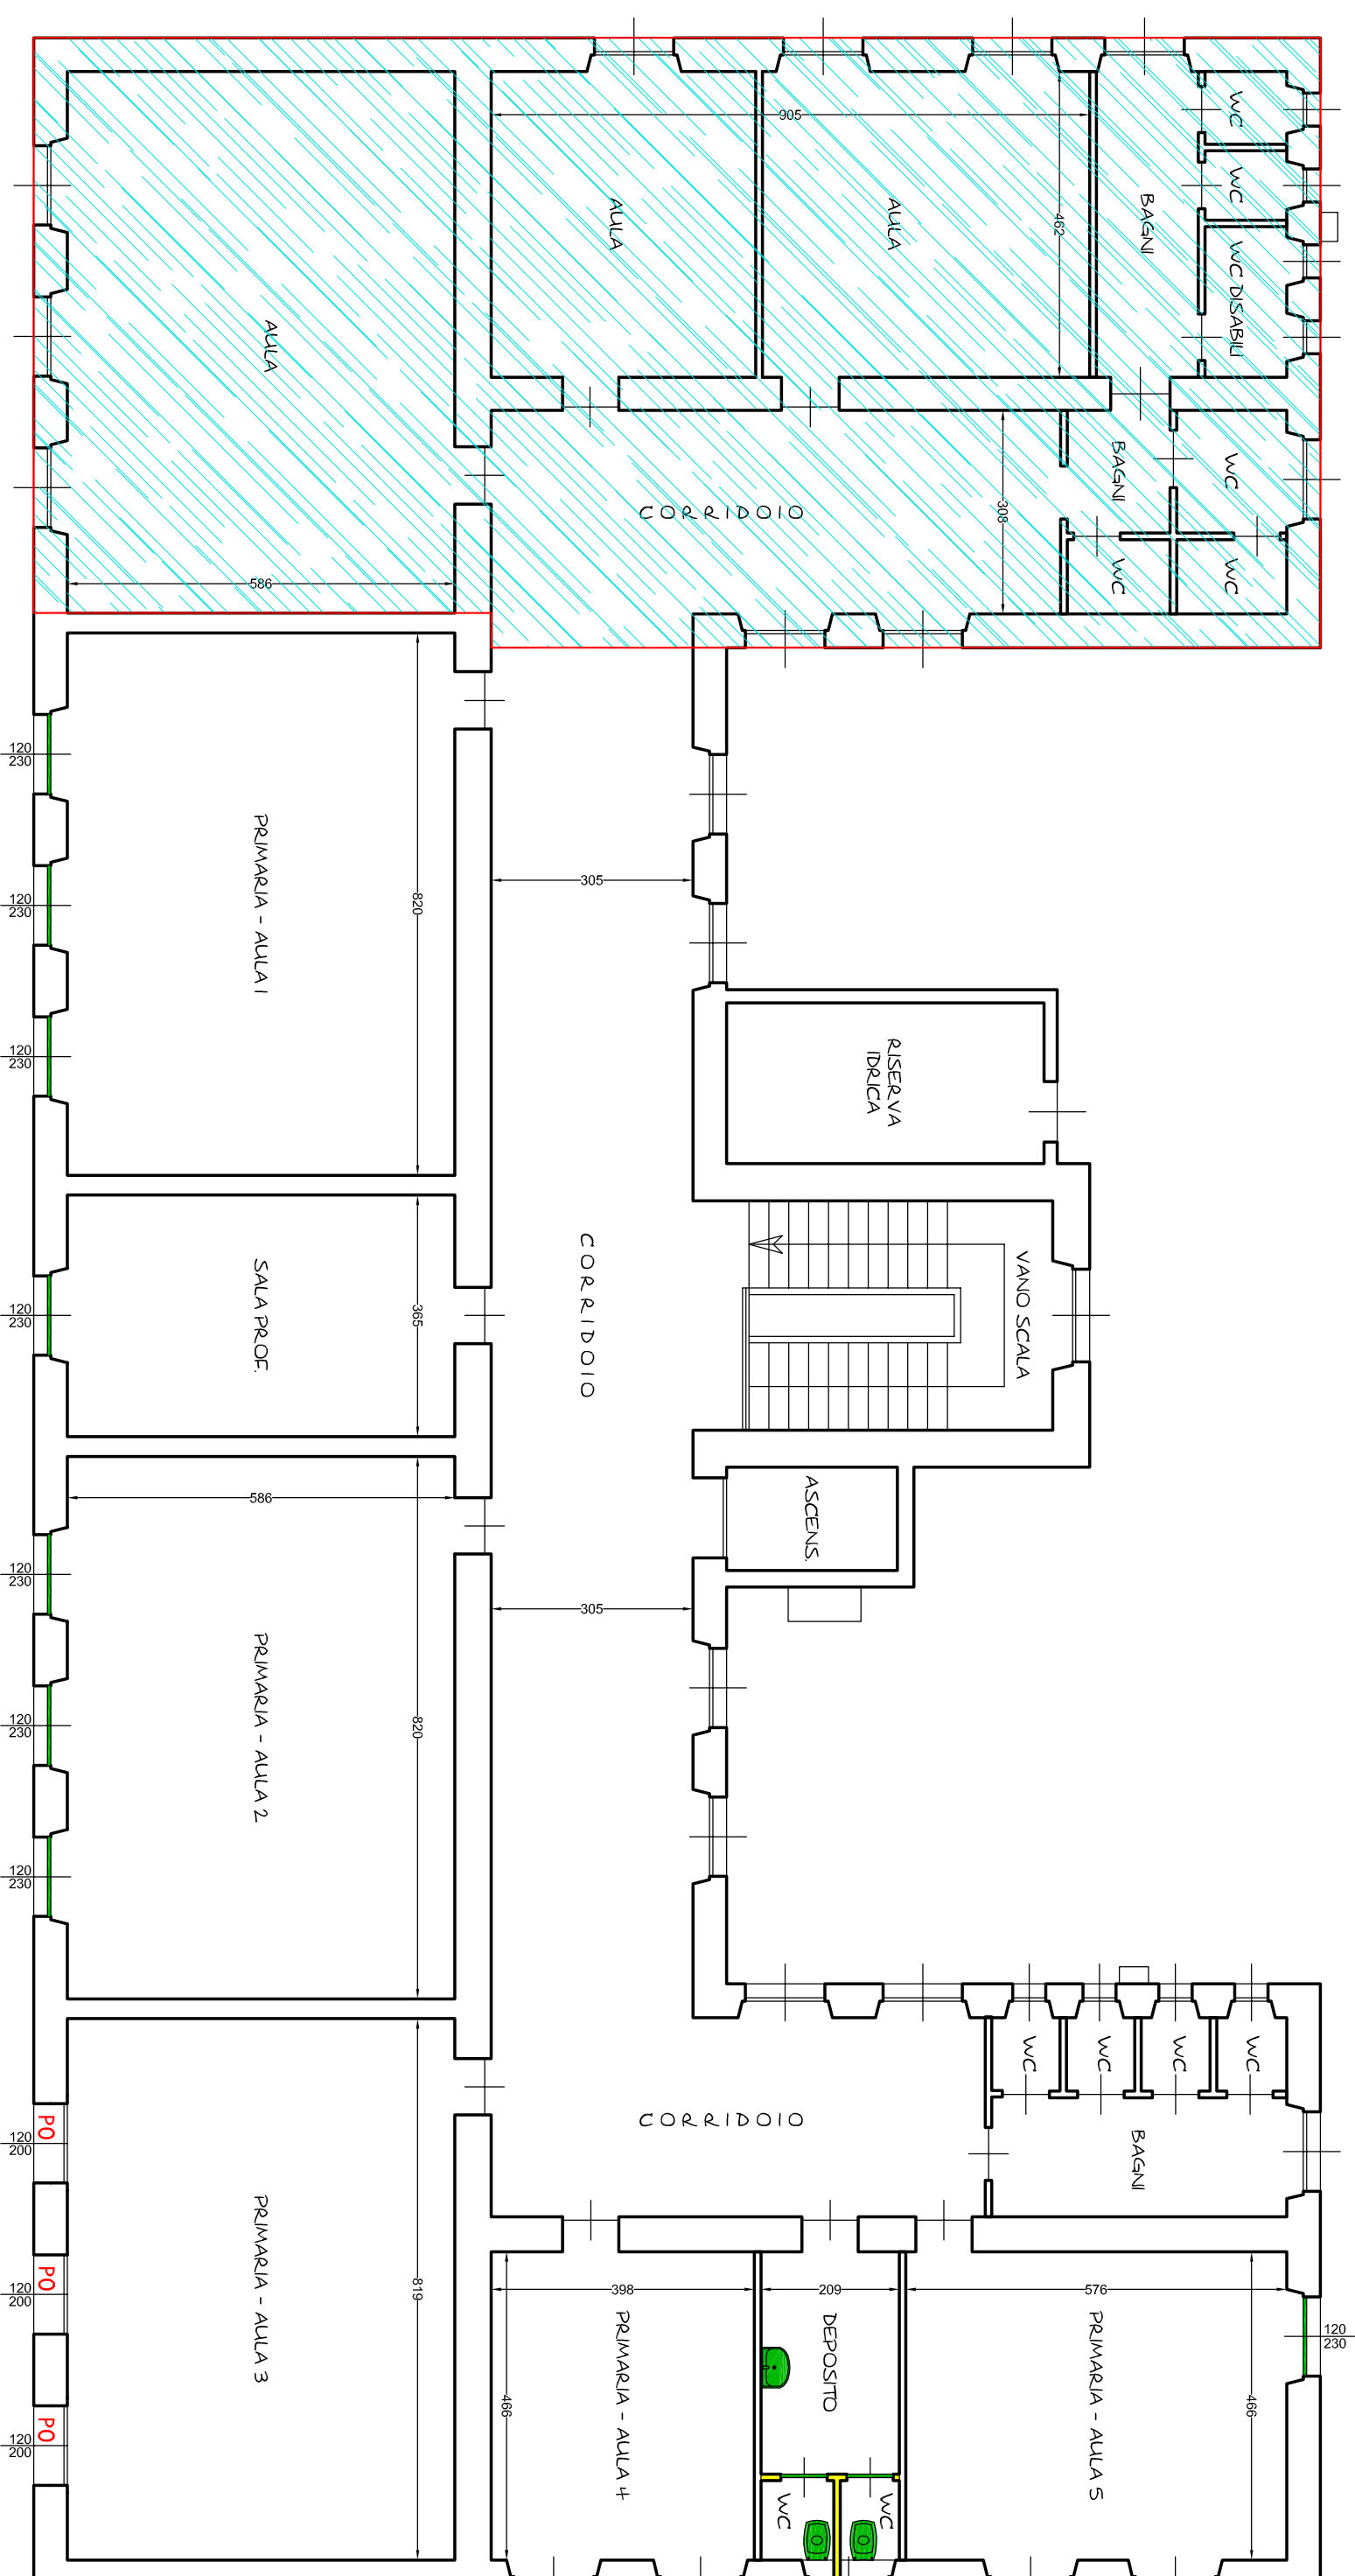 WC
WC
WC DISABILI
BAGNI
905
462
AULA
AULA
AULA
WC
BAGNI
WC
WC
308
CORRIDOIO
586
120
230
PRIMARIA - AULA 1
820
305
120
230
120
230
RISERVA
IDRICA
VANO SCALA
CORRIDOIO
SALA PROF.
365
120
230
ASCENS.
586
305
120
230
PRIMARIA - AULA 2
820
120
230
120
230
WC
WC
WC
WC
BAGNI
CORRIDOIO
PO
120
200
PRIMARIA - AULA 3
819
PO
120
200
PO
120
200
398
209
576
PRIMARIA - AULA 4
466
DEPOSITO
WC
WC
PRIMARIA - AULA 5
466
120
230